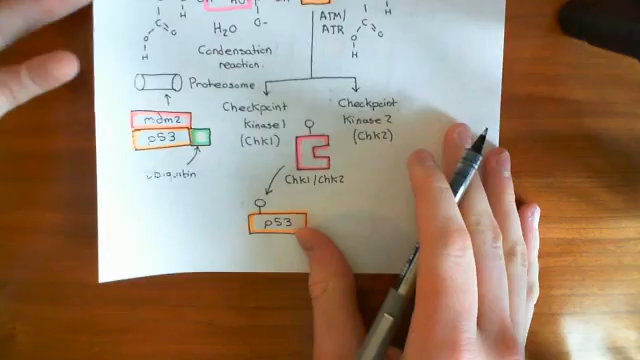 H
H
C
O
O
H
H2O
O-
ATM/
ATR
C
O
O
H
Condensation
reaction.
Proteosome
mdm2
p53
ubiquitin
Checkpoint
Kinase 1
(Chk1)
Checkpoint
Kinase 2
(Chk2)
Chk1/Chk2
p53